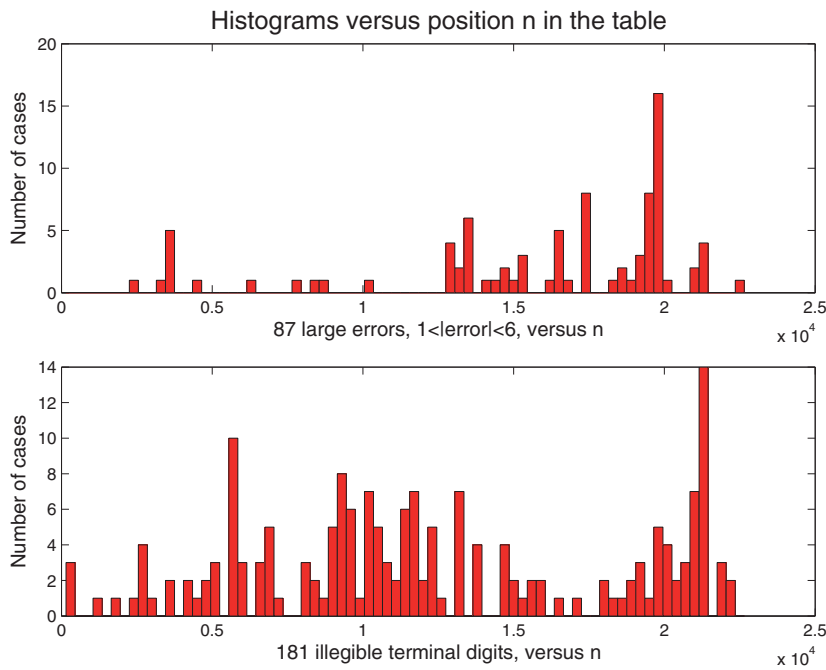 Histograms versus position n in the table
20
15
10
5
0
Number of cases
0 0.5 1 1.5 2 2.5
x 10^4
87 large errors, 1<|error|<6, versus n
14
12
10
8
6
4
2
0
Number of cases
0 0.5 1 1.5 2 2.5
x 10^4
181 illegible terminal digits, versus n